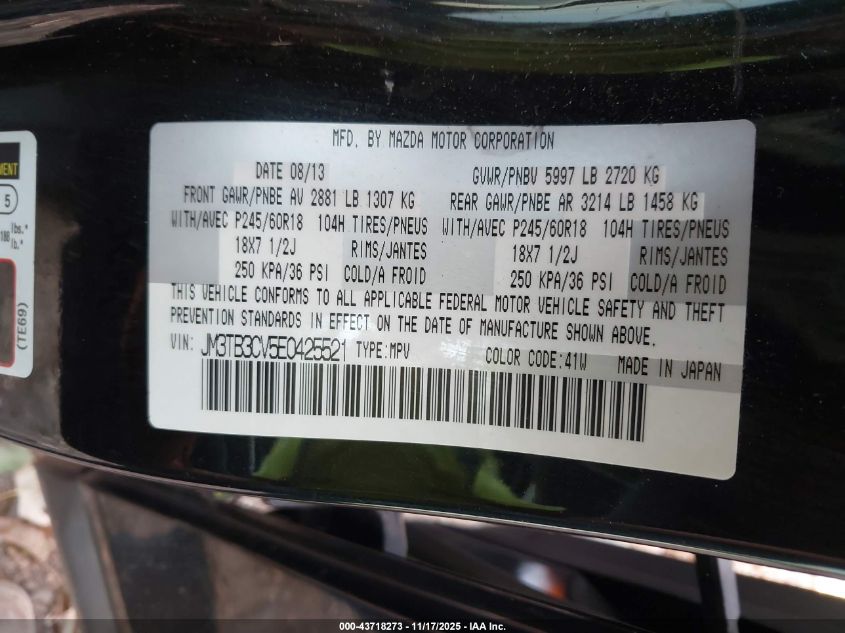 MENT
5
lbs.*
lb.*
(TE69)
MFD. BY MAZDA MOTOR CORPORATION
DATE 08/13 GVWR/PNBV 5997 LB 2720 KG
FRONT GAWR/PNBE AV 2881 LB 1307 KG REAR GAWR/PNBE AR 3214 LB 1458 KG
WITH/AVEC P245/60R18 104H TIRES/PNEUS WITH/AVEC P245/60R18 104H TIRES/PNEUS
18X7 1/2J RIMS/JANTES 18X7 1/2J RIMS/JANTES
250 KPA/36 PSI COLD/A FROID 250 KPA/36 PSI COLD/A FROID
THIS VEHICLE CONFORMS TO ALL APPLICABLE FEDERAL MOTOR VEHICLE SAFETY AND THEFT
PREVENTION STANDARDS IN EFFECT ON THE DATE OF MANUFACTURE SHOWN ABOVE.
VIN: JM3TB3CV5E0425521 TYPE:MPV COLOR CODE:41W MADE IN JAPAN
000-43718273 - 11/17/2025 - IAA Inc.